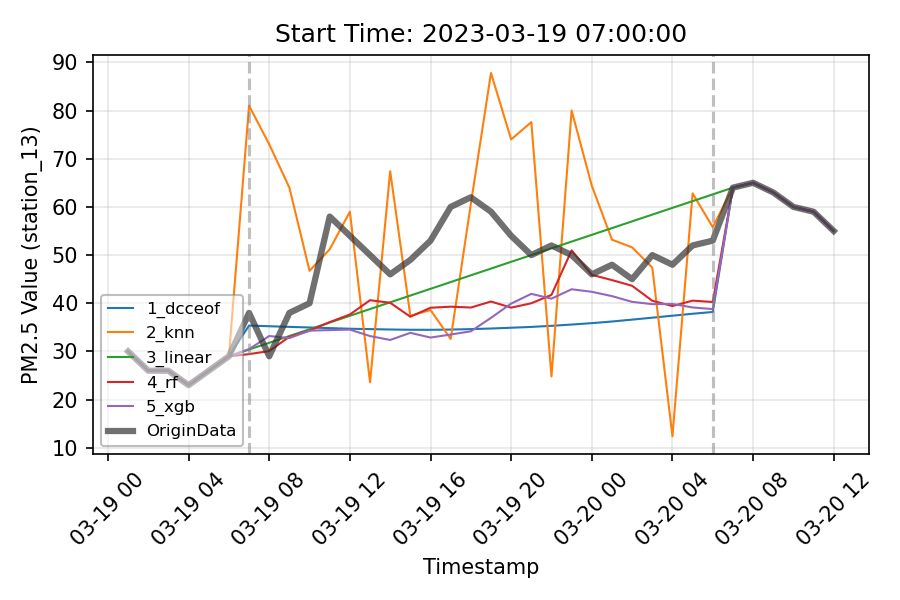 Start Time: 2023-03-19 07:00:00
PM2.5 Value (station_13)
90
80
70
60
50
40
30
20
10
1_dcceof
2_knn
3_linear
4_rf
5_xgb
OriginData
03-19 00
03-19 04
03-19 08
03-19 12
03-19 16
03-19 20
03-20 00
03-20 04
03-20 08
03-20 12
Timestamp